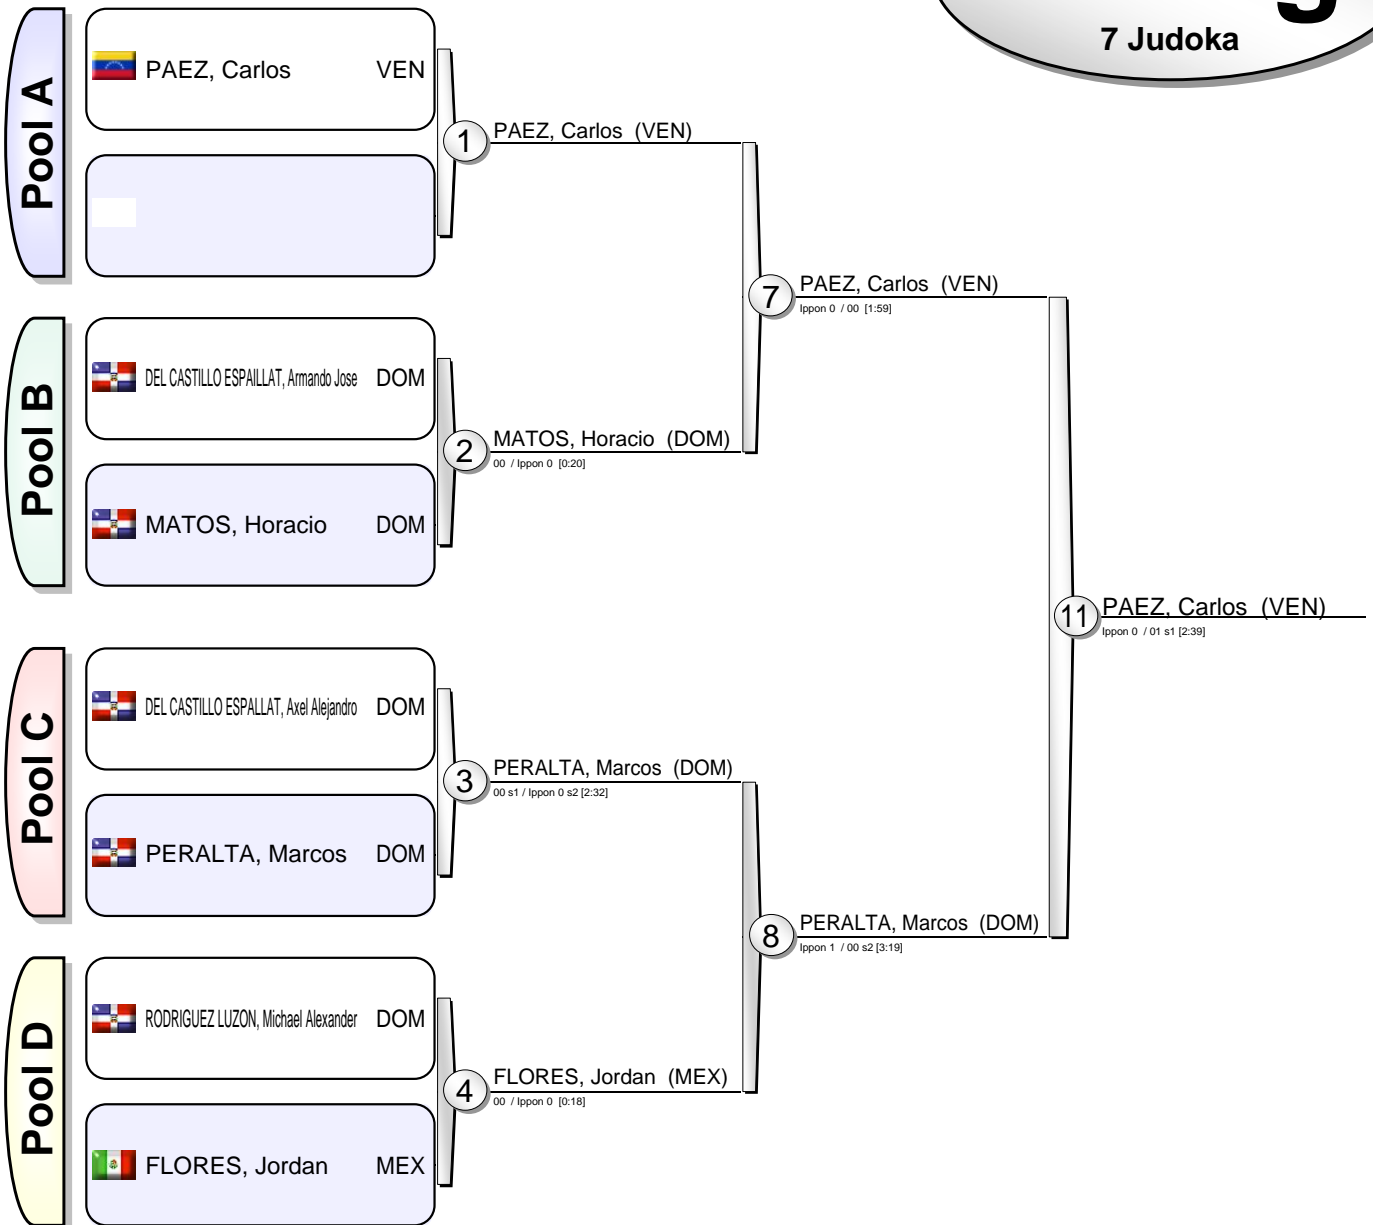 7 Judoka
Pool A
PAEZ, Carlos VEN
1 PAEZ, Carlos (VEN)
7 PAEZ, Carlos (VEN)
Ippon 0 / 00 [1:59]
Pool B
DEL CASTILLO ESPAILLAT, Armando Jose DOM
2 MATOS, Horacio (DOM)
00 / Ippon 0 [0:20]
MATOS, Horacio DOM
11 PAEZ, Carlos (VEN)
Ippon 0 / 01 s1 [2:39]
Pool C
DEL CASTILLO ESPALLAT, Axel Alejandro DOM
3 PERALTA, Marcos (DOM)
00 s1 / Ippon 0 s2 [2:32]
PERALTA, Marcos DOM
8 PERALTA, Marcos (DOM)
Ippon 1 / 00 s2 [3:19]
Pool D
RODRIGUEZ LUZON, Michael Alexander DOM
4 FLORES, Jordan (MEX)
00 / Ippon 0 [0:18]
FLORES, Jordan MEX